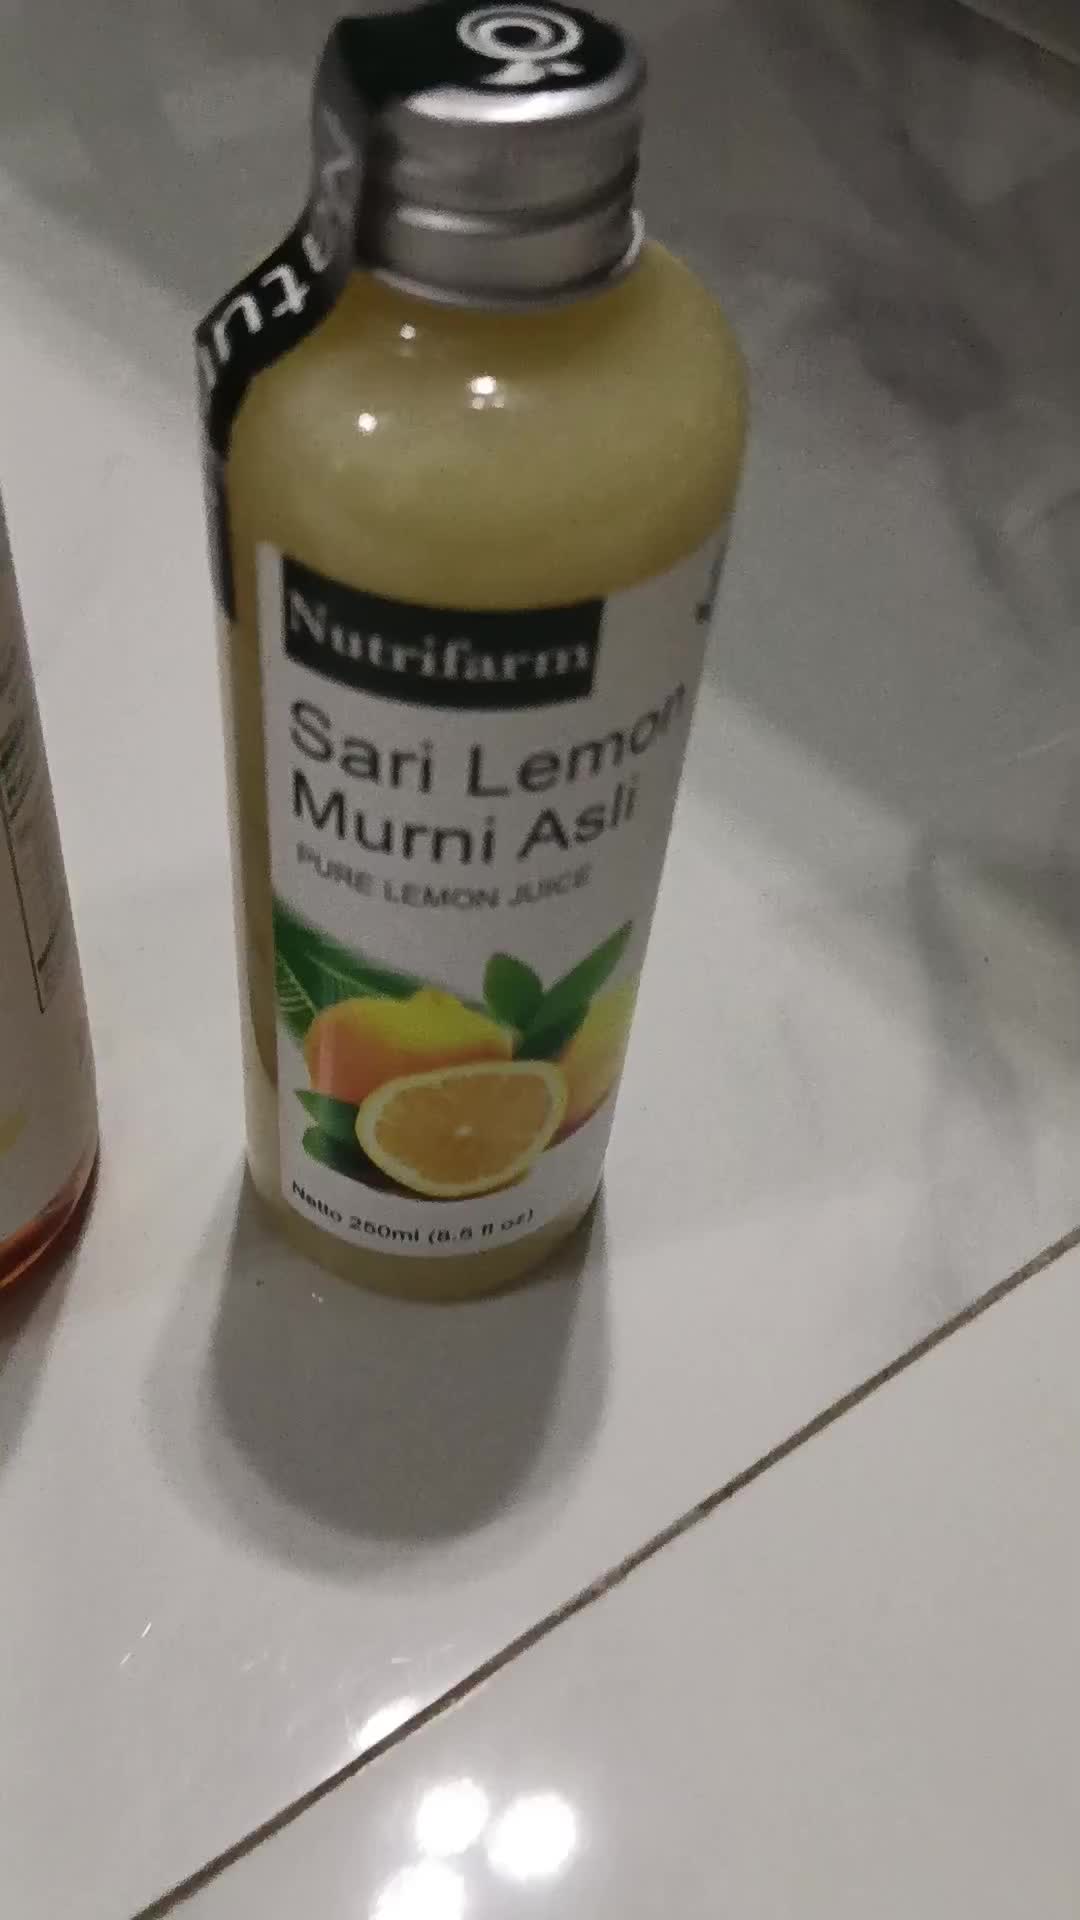 Nutrifarm
Sari Lemon
Murni Asli
PURE LEMON JUICE
Netto 250ml (8.5 fl oz)